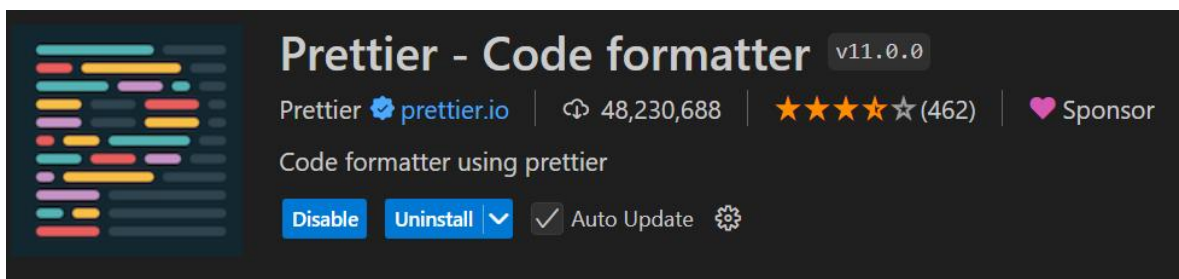 Prettier - Code formatter v11.0.0
Prettier prettier.io 48,230,688 (462) Sponsor
Code formatter using prettier
Disable Uninstall Auto Update